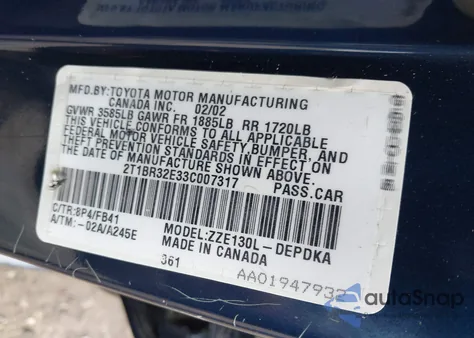 MFD.BY:TOYOTA MOTOR MANUFACTURING
CANADA INC. 02/02
GVWR 3585LB GAWR FR 1885LB RR 1720LB
THIS VEHICLE CONFORMS TO ALL APPLICABLE
FEDERAL MOTOR VEHICLE SAFETY,BUMPER, AND
THEFT PREVENTION STANDARDS IN EFFECT ON
THE DATE OF MANUFACTURE SHOWN ABOVE.
2T1BR32E33C007317 PASS.CAR
C/TR:8P4/FB41 MODEL:ZZE130L-DEPDKA
A/TM:-02A/A245E MADE IN CANADA
361 AA01947932
autoSnap